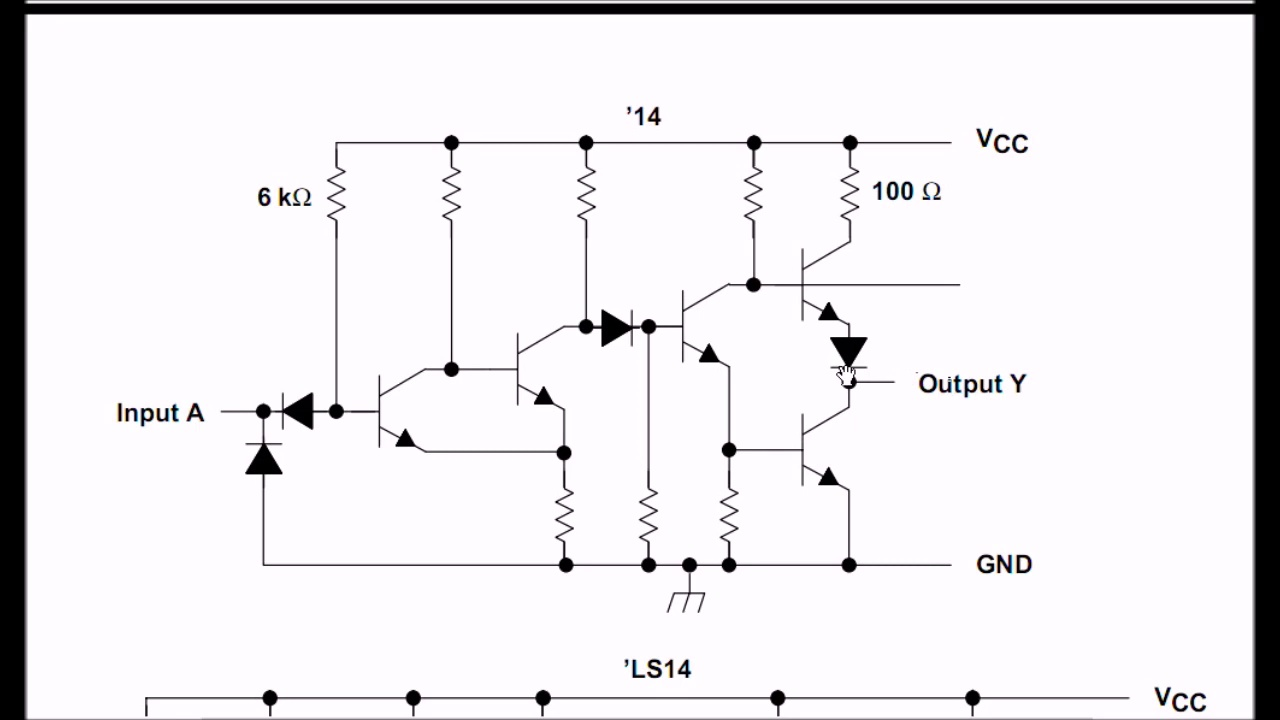 ’14
VCC
6 kΩ
100 Ω
Input A
Output Y
GND
’LS14
VCC